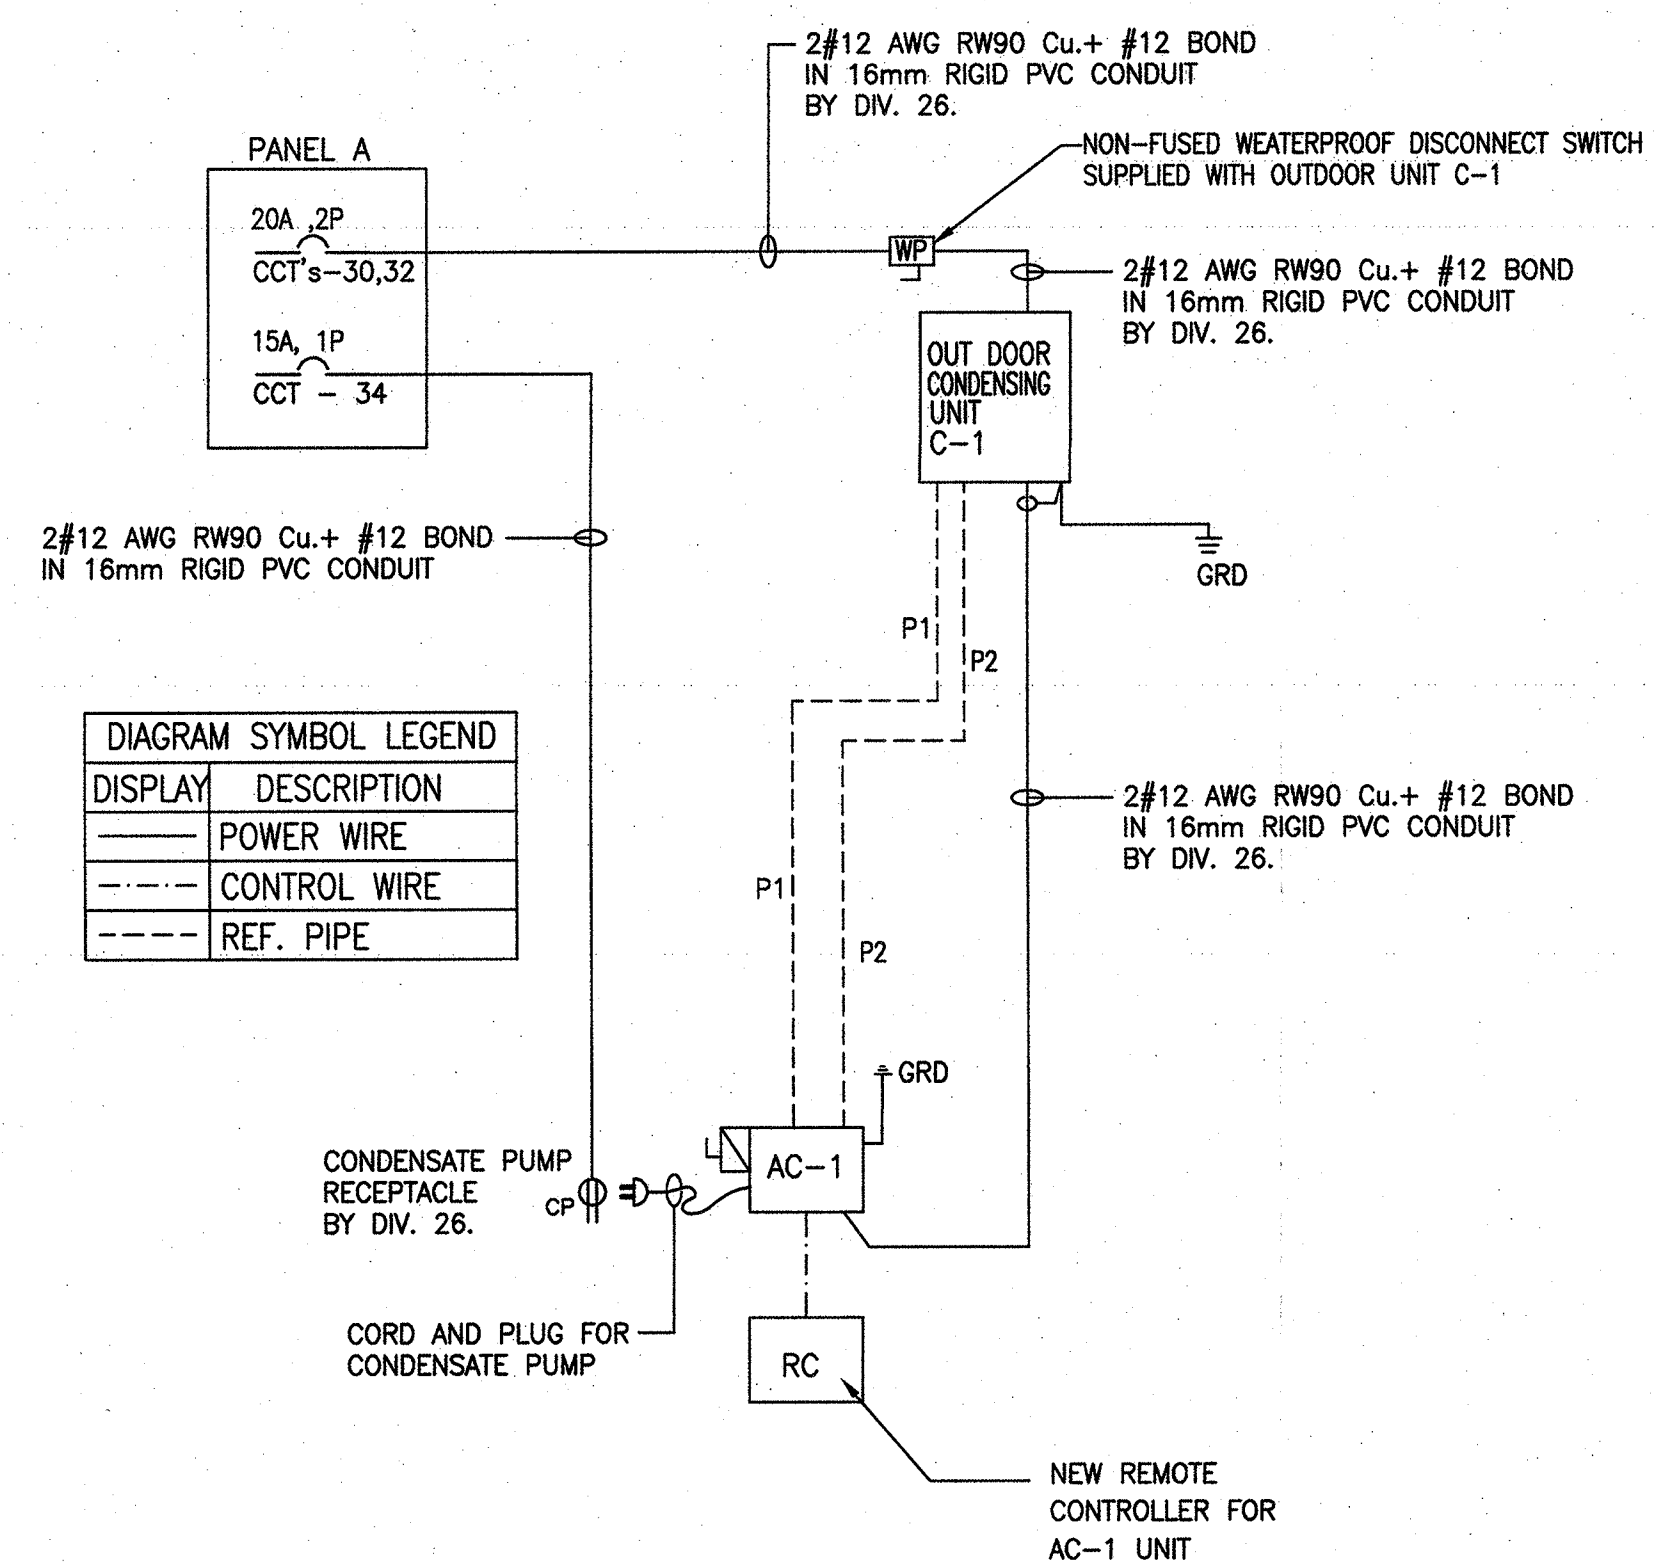 2#12 AWG RW90 Cu.+ #12 BOND
IN 16mm RIGID PVC CONDUIT
BY DIV. 26.
NON-FUSED WEATERPROOF DISCONNECT SWITCH
SUPPLIED WITH OUTDOOR UNIT C-1
PANEL A
20A ,2P
CCT's-30,32
15A, 1P
CCT - 34
WP
2#12 AWG RW90 Cu.+ #12 BOND
IN 16mm RIGID PVC CONDUIT
BY DIV. 26.
OUT DOOR
CONDENSING
UNIT
C-1
GRD
2#12 AWG RW90 Cu.+ #12 BOND
IN 16mm RIGID PVC CONDUIT
P1
P2
DIAGRAM SYMBOL LEGEND
DISPLAY DESCRIPTION
POWER WIRE
CONTROL WIRE
REF. PIPE
2#12 AWG RW90 Cu.+ #12 BOND
IN 16mm RIGID PVC CONDUIT
BY DIV. 26.
P1
P2
GRD
AC-1
CONDENSATE PUMP
RECEPTACLE
BY DIV. 26.
CP
CORD AND PLUG FOR
CONDENSATE PUMP
RC
NEW REMOTE
CONTROLLER FOR
AC-1 UNIT